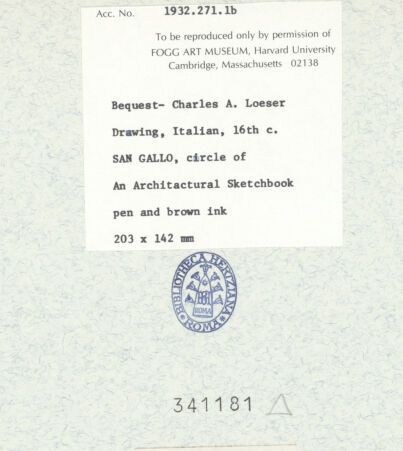 Acc. No. 1932.271.1b
To be reproduced only by permission of
FOGG ART MUSEUM, Harvard University
Cambridge, Massachusetts 02138
Bequest- Charles A. Loeser
Drawing, Italian, 16th c.
SAN GALLO, circle of
An Architactural Sketchbook
pen and brown ink
203 x 142 mm
BIBLIOTHECA HERTZIANA
ROMA
ROMA
341181